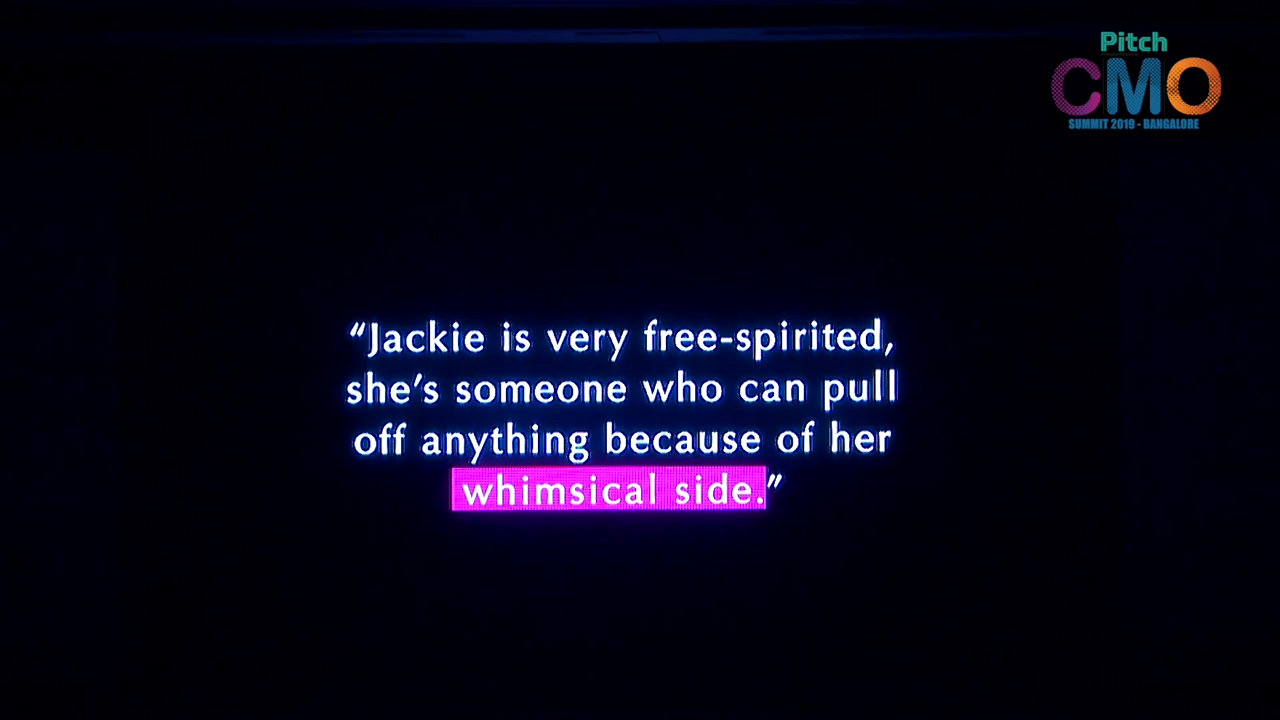 Pitch
CMO
SUMMIT 2019 - BANGALORE
“Jackie is very free-spirited,
she’s someone who can pull
off anything because of her
whimsical side.”